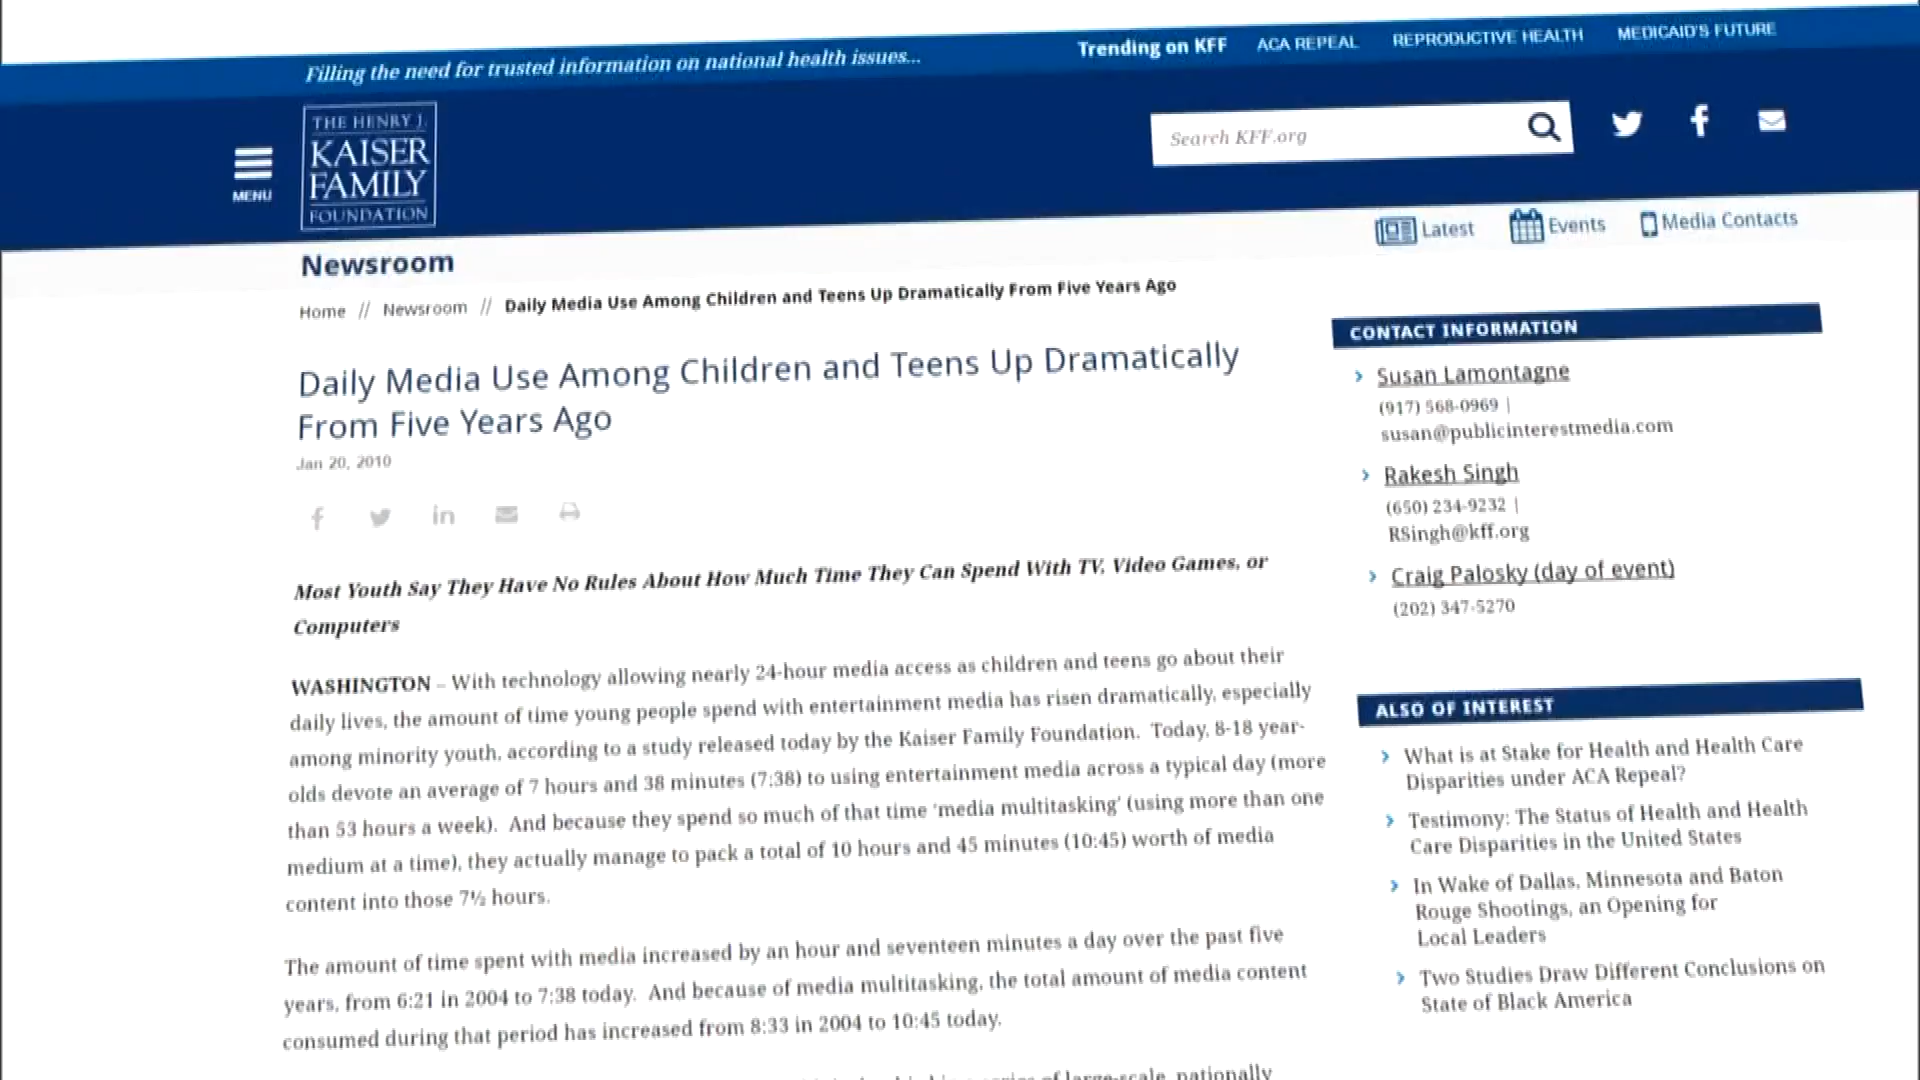 Filling the need for trusted information on national health issues...
Trending on KFF
ACA REPEAL
REPRODUCTIVE HEALTH
MEDICAID'S FUTURE
MENU
THE HENRY J.
KAISER
FAMILY
FOUNDATION
Search KFF.org
Latest
Events
Media Contacts
Newsroom
Home // Newsroom // Daily Media Use Among Children and Teens Up Dramatically From Five Years Ago
Daily Media Use Among Children and Teens Up Dramatically
From Five Years Ago
Jan 20, 2010
Most Youth Say They Have No Rules About How Much Time They Can Spend With TV, Video Games, or
Computers
WASHINGTON – With technology allowing nearly 24-hour media access as children and teens go about their
daily lives, the amount of time young people spend with entertainment media has risen dramatically, especially
among minority youth, according to a study released today by the Kaiser Family Foundation. Today, 8-18 year-
olds devote an average of 7 hours and 38 minutes (7:38) to using entertainment media across a typical day (more
than 53 hours a week). And because they spend so much of that time 'media multitasking' (using more than one
medium at a time), they actually manage to pack a total of 10 hours and 45 minutes (10:45) worth of media
content into those 7½ hours.
The amount of time spent with media increased by an hour and seventeen minutes a day over the past five
years, from 6:21 in 2004 to 7:38 today. And because of media multitasking, the total amount of media content
consumed during that period has increased from 8:33 in 2004 to 10:45 today.
of large-scale, nationally
CONTACT INFORMATION
Susan Lamontagne
(917) 568-0969 |
susan@publicinterestmedia.com
Rakesh Singh
(650) 234-9232 |
RSingh@kff.org
Craig Palosky (day of event)
(202) 347-5270
ALSO OF INTEREST
What is at Stake for Health and Health Care
Disparities under ACA Repeal?
Testimony: The Status of Health and Health
Care Disparities in the United States
In Wake of Dallas, Minnesota and Baton
Rouge Shootings, an Opening for
Local Leaders
Two Studies Draw Different Conclusions on
State of Black America